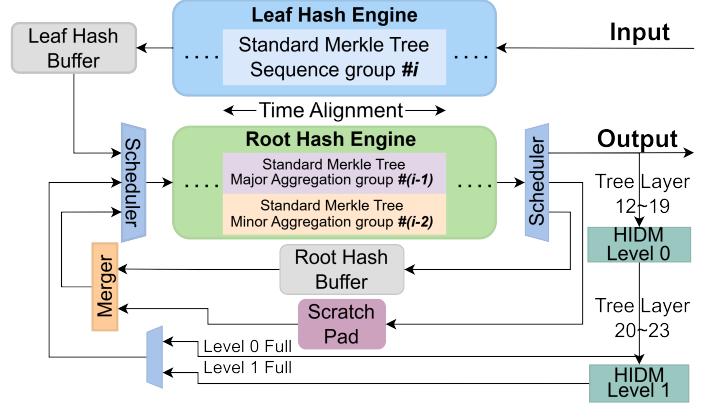 Leaf Hash Engine
Input
Leaf Hash
Buffer
.... Standard Merkle Tree ....
Sequence group #i
Time Alignment
Scheduler
Root Hash Engine
Standard Merkle Tree
Major Aggregation group #(i-1)
.... ....
Standard Merkle Tree
Minor Aggregation group #(i-2)
Scheduler
Output
Tree Layer
12~19
HIDM
Level 0
Root Hash
Buffer
Merger
Scratch
Pad
Tree Layer
20~23
Level 0 Full
Level 1 Full
HIDM
Level 1